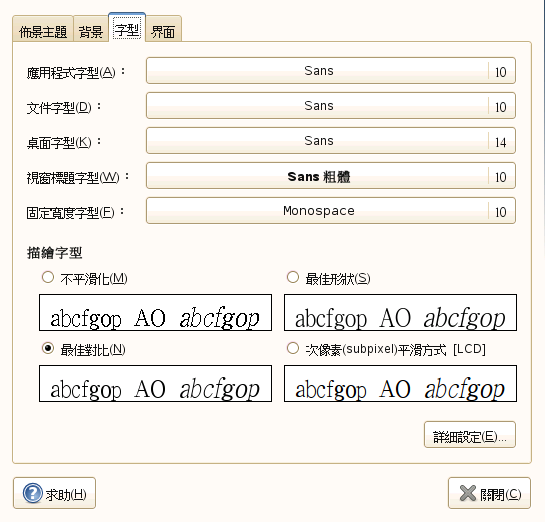 佈景主題 背景 字型 界面
應用程式字型(A)： Sans 10
文件字型(D)： Sans 10
桌面字型(K)： Sans 14
視窗標題字型(W)： Sans 粗體 10
固定寬度字型(F)： Monospace 10
描繪字型
不平滑化(M) 最佳形狀(S)
abcfgop AO abcfgop abcfgop AO abcfgop
最佳對比(N) 次像素(subpixel)平滑方式 [LCD]
abcfgop AO abcfgop abcfgop AO abcfgop
詳細設定(E)...
求助(H) 關閉(C)